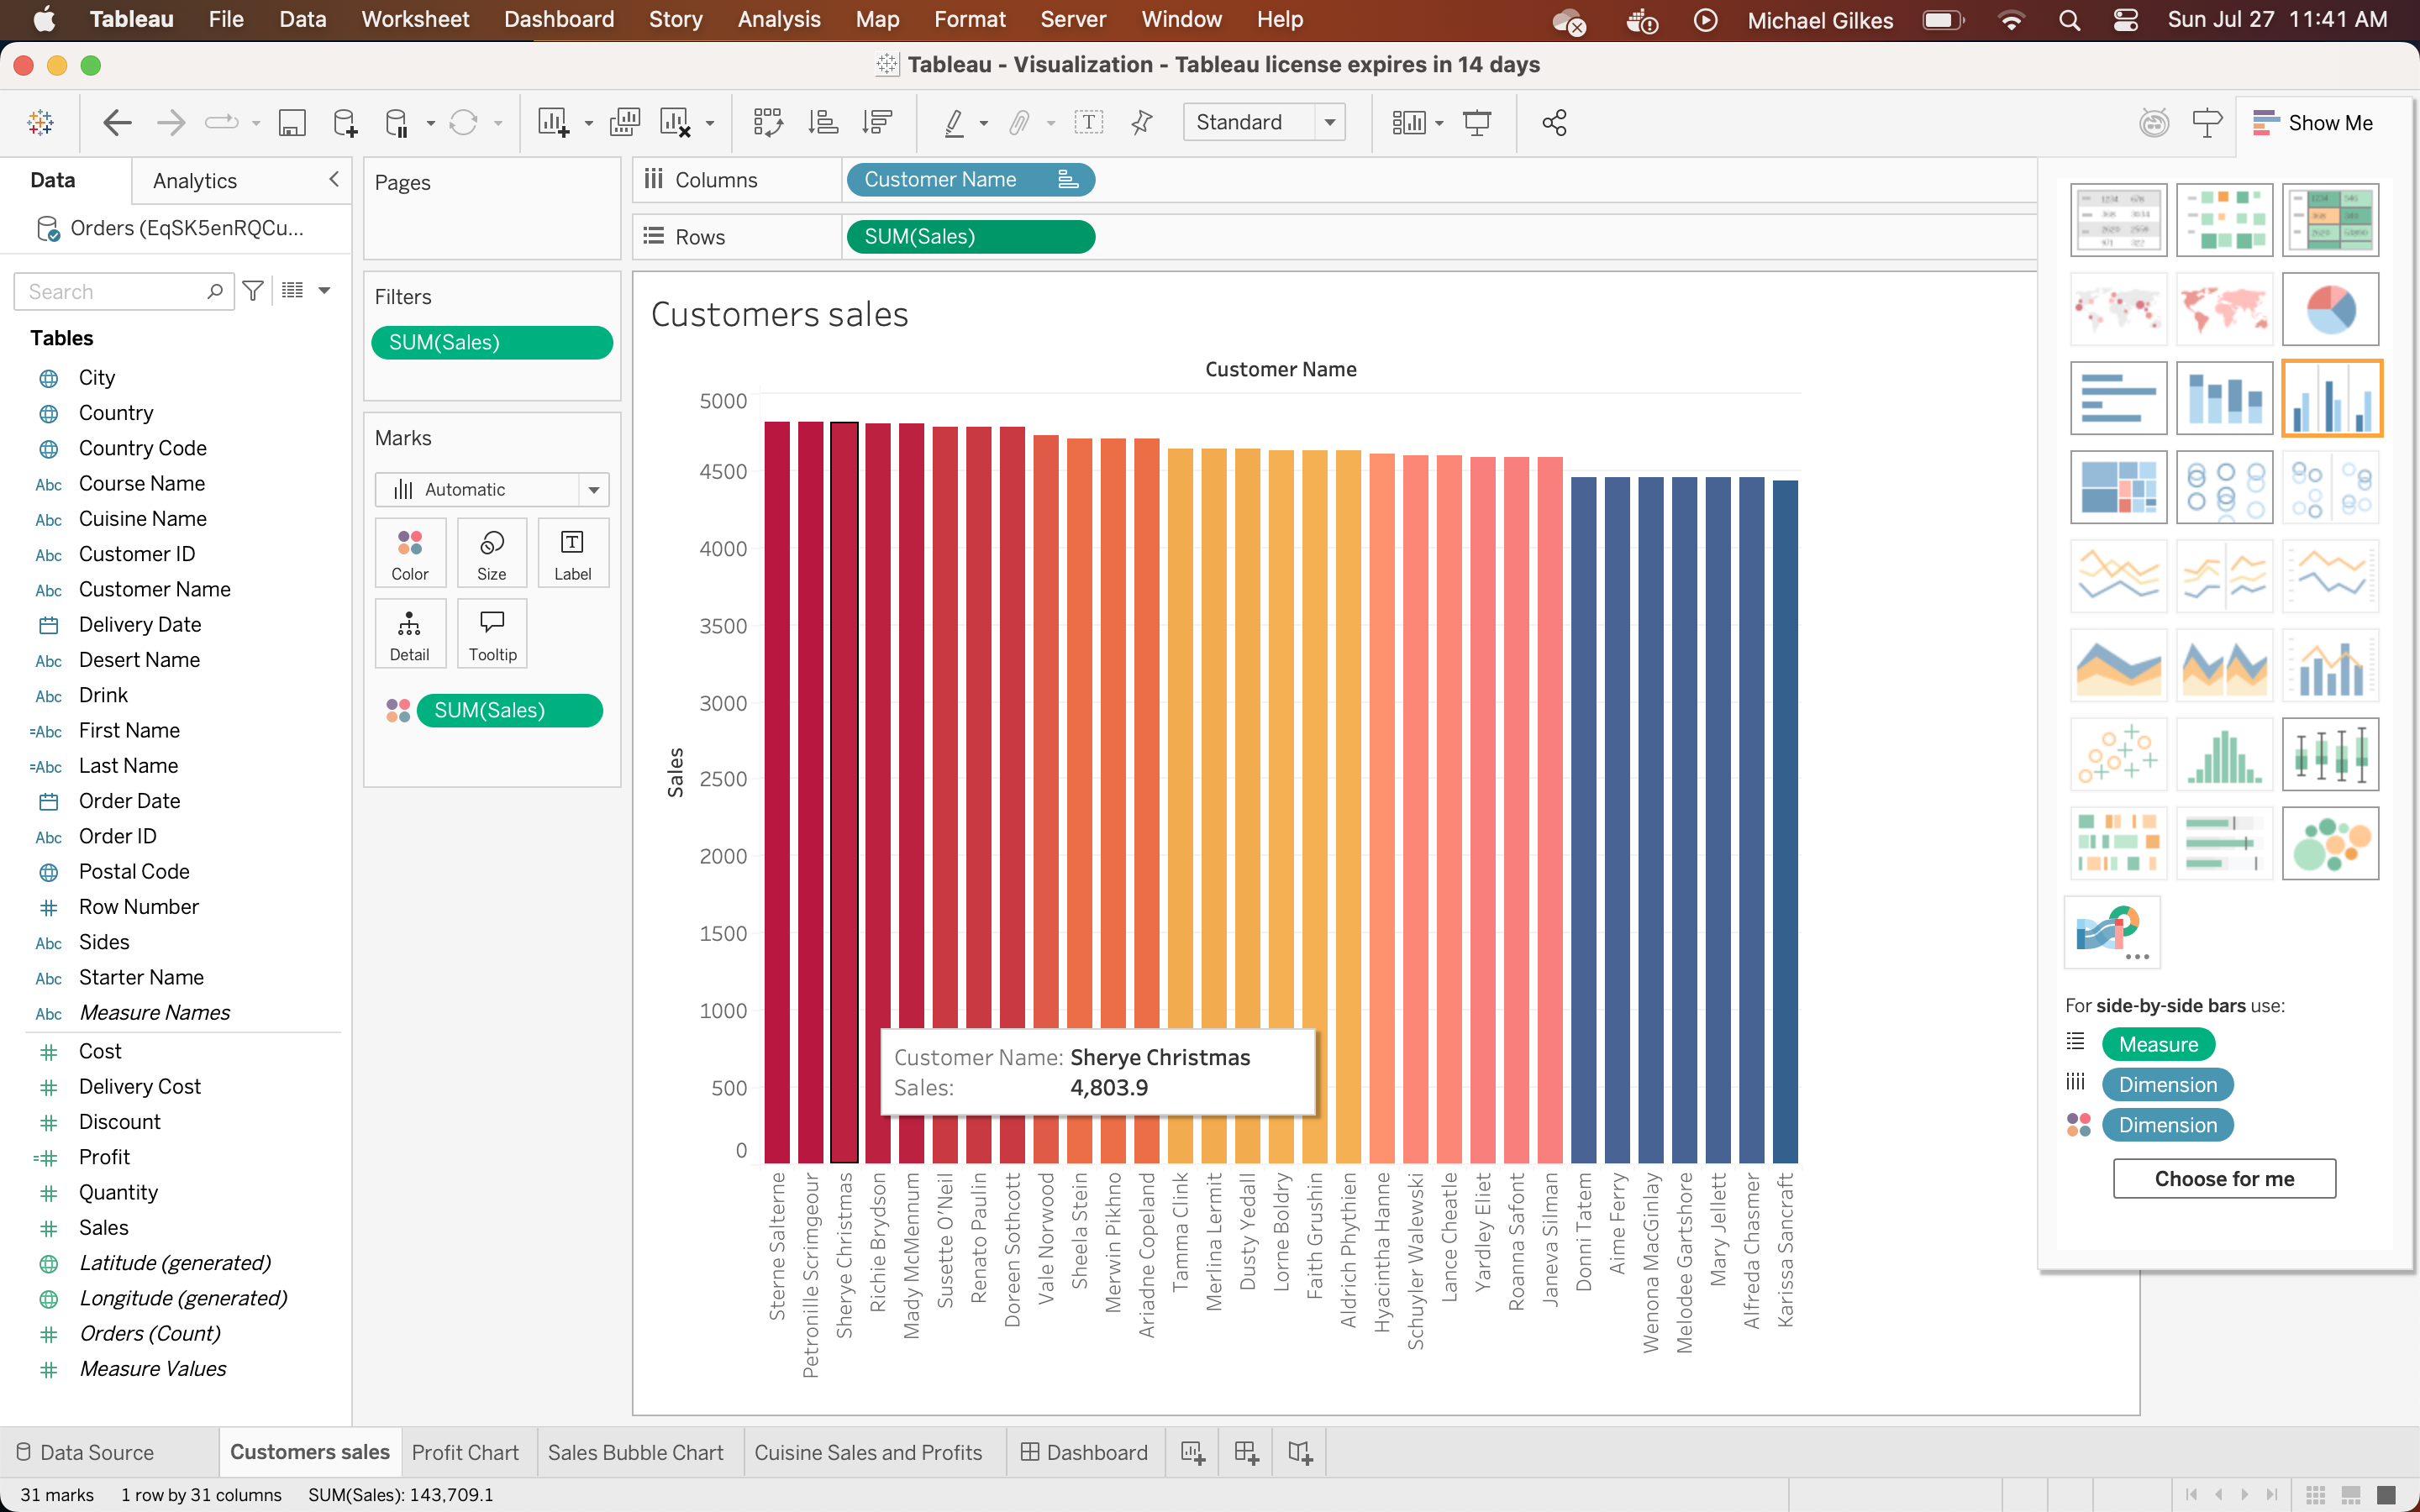 Tableau File Data Worksheet Dashboard Story Analysis Map Format Server Window Help Michael Gilkes Sun Jul 27 11:41 AM
Tableau - Visualization - Tableau license expires in 14 days
Standard
Show Me
Data Analytics
Orders (EqSK5enRQCu...
Search
Tables
City
Country
Abc
Country Code
Abc Course Name
Abc Cuisine Name
Abc Customer ID
Abc Customer Name
Delivery Date
Abc Desert Name
Abc Drink
=Abc First Name
=Abc Last Name
Order Date
Abc Order ID
Postal Code
Row Number
Abc Sides
Abc Starter Name
Abc Measure Names
Cost
Delivery Cost
Discount
Profit
Quantity
Sales
Latitude (generated)
Longitude (generated)
Orders (Count)
Measure Values
Pages
Filters
SUM(Sales)
Marks
Automatic
Color Size Label
Detail Tooltip
SUM(Sales)
Columns Customer Name
Rows SUM(Sales)
Customers sales
Customer Name
Sales
5000
4500
4000
3500
3000
2500
2000
1500
1000
500
0
Customer Name: Sherye Christmas
Sales: 4,803.9
Sterne Salterne
Petronille Scrimgeour
Sherye Christmas
Richie Brydson
Mady McMennum
Susette O'Neil
Renato Paulin
Doreen Sothcott
Vale Norwood
Sheela Stein
Merwin Pikhno
Ariadne Copeland
Tamma Clink
Merlina Lermit
Dusty Yedall
Lorne Boldry
Faith Grushin
Aldrich Phythien
Hyacintha Hanne
Schuyler Walewski
Lance Cheatle
Yardley Eliet
Roanna Safont
Janeva Silman
Donni Tatem
Aime Ferry
Wenona MacGinlay
Melodee Gartshore
Mary Jellett
Alfreda Chasmer
Karissa Sancraft
For side-by-side bars use:
Measure
Dimension
Dimension
Choose for me
Data Source Customers sales Profit Chart Sales Bubble Chart Cuisine Sales and Profits Dashboard
31 marks 1 row by 31 columns SUM(Sales): 143,709.1